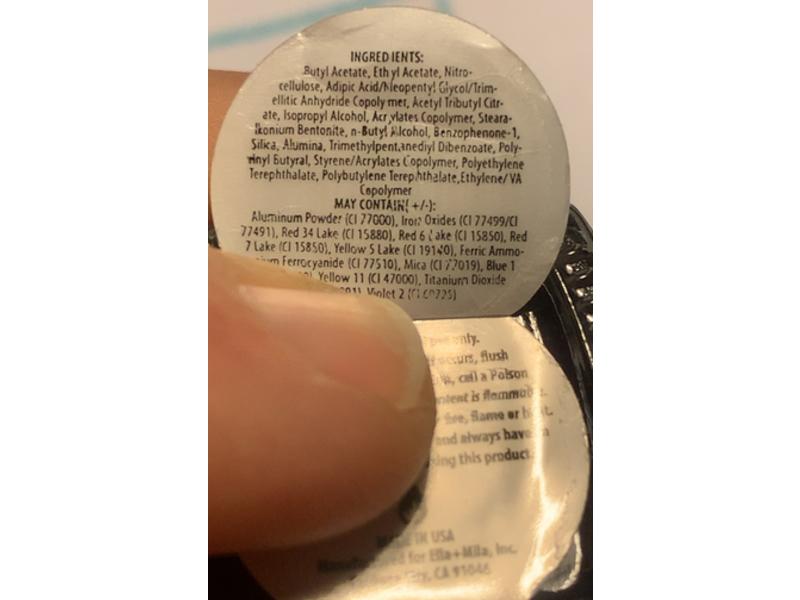 INGREDIENTS:
Butyl Acetate, Ethyl Acetate, Nitro-
cellulose, Adipic Acid/Neopentyl Glycol/Trim-
ellitic Anhydride Copolymer, Acetyl Tributyl Citr-
ate, Isopropyl Alcohol, Acrylates Copolymer, Steara-
lkonium Bentonite, n-Butyl Alcohol, Benzophenone-1,
Silica, Alumina, Trimethylpentanediyl Dibenzoate, Poly-
vinyl Butyral, Styrene/Acrylates Copolymer, Polyethylene
Terephthalate, Polybutylene Terephthalate,Ethylene/VA
Copolymer
MAY CONTAIN( +/-):
Aluminum Powder (CI 77000), Iron Oxides (CI 77499/CI
77491), Red 34 Lake (CI 15880), Red 6 Lake (CI 15850), Red
7 Lake (CI 15850), Yellow 5 Lake (CI 19140), Ferric Ammo-
Ferrocyanide (CI 77510), Mica (CI 77019), Blue 1
Yellow 11 (CI 47000), Titanium Dioxide
Violet 2 (CI 60725)
only.
occurs, flush
call a Poison
is flammable.
fire, flame or
and always have
this product.
MADE IN USA
Manufactured for Ella+Mila, Inc.
City, CA 91046